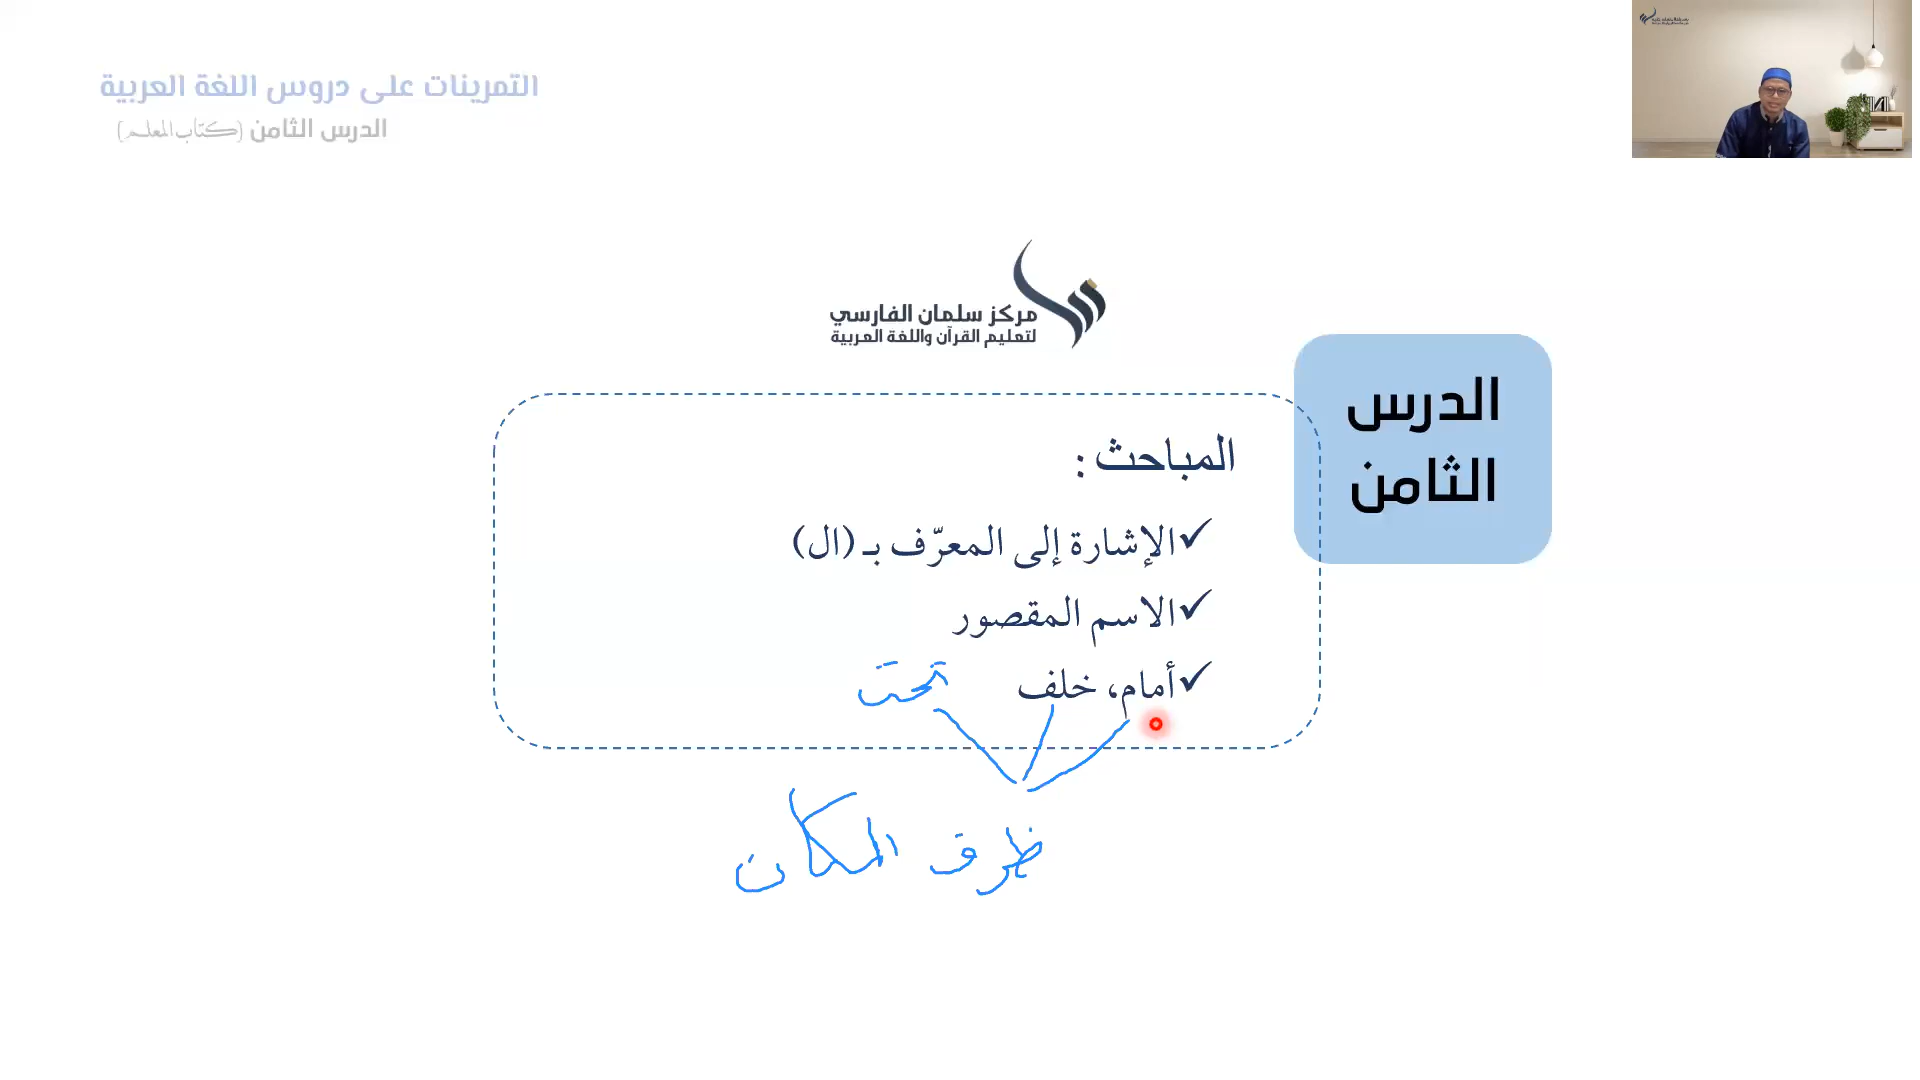 التمرينات على دروس اللغة العربية
الدرس الثامن (كتاب المعلم)
مركز سلمان الفارسي
لتعليم القرآن واللغة العربية
الدرس
الثامن
المباحث :
✓الإشارة إلى المعرّف بـ (ال)
✓الاسم المقصور
✓أمام، خلف تحت
ظرف المكان